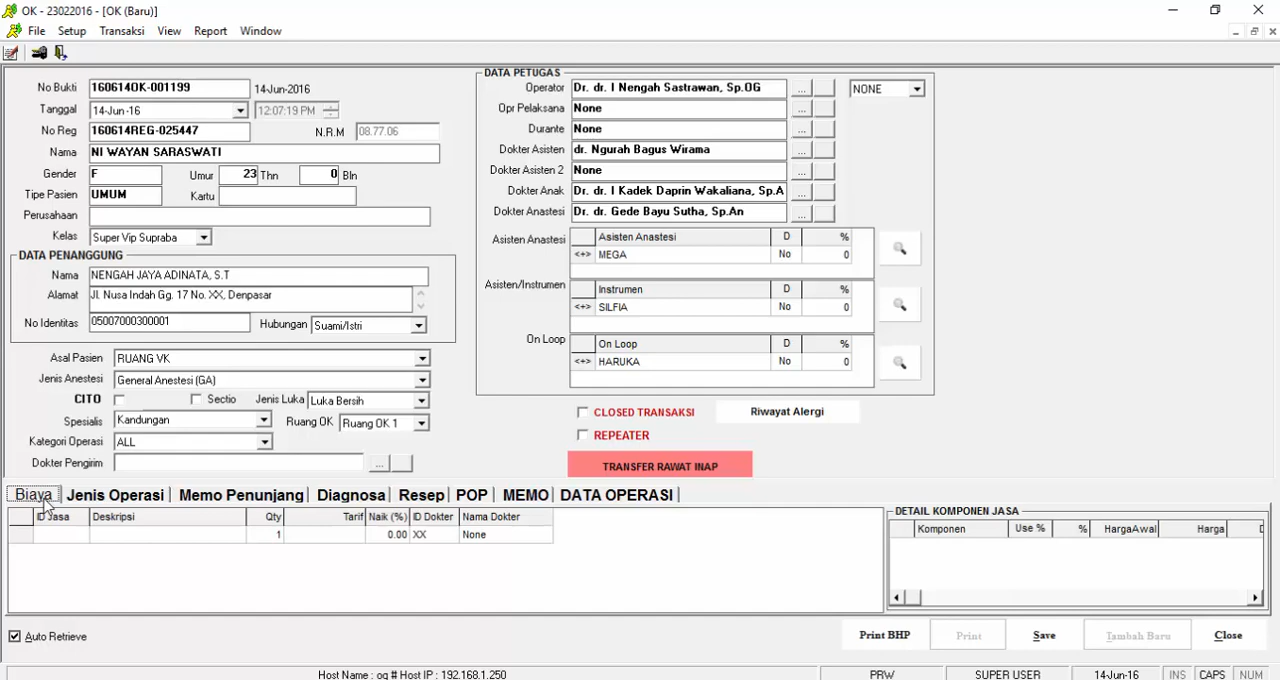 OK - 23022016 - [OK (Baru)]
File Setup Transaksi View Report Window
No Bukti 160614OK-001199 14-Jun-2016
Tanggal 14-Jun-16 12:07:19 PM
No Reg 160614REG-025447 N.R.M 08.77.06
Nama NI WAYAN SARASWATI
Gender F Umur 23 Thn 0 Bln
Tipe Pasien UMUM Kartu
Perusahaan
Kelas Super Vip Supraba
DATA PENANGGUNG
Nama NENGAH JAYA ADINATA, S.T
Alamat Jl. Nusa Indah Gg. 17 No. XX, Denpasar
No Identitas 05007000300001 Hubungan Suami/Istri
Asal Pasien RUANG VK
Jenis Anestesi General Anestesi (GA)
CITO Sectio Jenis Luka Luka Bersih
Spesialis Kandungan Ruang OK Ruang OK 1
Kategori Operasi ALL
Dokter Pengirim ...
DATA PETUGAS
Operator Dr. dr. I Nengah Sastrawan, Sp.OG ... NONE
Opr Pelaksana None ...
Durante None ...
Dokter Asisten dr. Ngurah Bagus Wirama ...
Dokter Asisten 2 None ...
Dokter Anak Dr. dr. I Kadek Daprin Wakaliana, Sp.A ...
Dokter Anastesi Dr. dr. Gede Bayu Sutha, Sp.An ...
Asisten Anastesi Asisten Anastesi D %
<+> MEGA No 0
Asisten/Instrumen Instrumen D %
<+> SILFIA No 0
On Loop On Loop D %
<+> HARUKA No 0
CLOSED TRANSAKSI Riwayat Alergi
REPEATER
TRANSFER RAWAT INAP
Biaya Jenis Operasi Memo Penunjang Diagnosa Resep POP MEMO DATA OPERASI
ID Jasa Deskripsi Qty Tarif Naik (%) ID Dokter Nama Dokter
1 0.00 XX None
DETAIL KOMPONEN JASA
Komponen Use % % HargaAwal Harga
Auto Retrieve
Print BHP Print Save Tambah Baru Close
Host Name : og # Host IP : 192.168.1.250 PRW SUPER USER 14-Jun-16 INS CAPS NUM